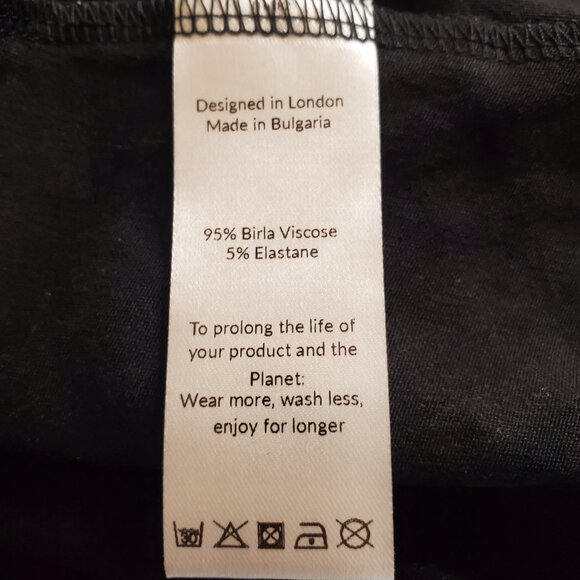 Designed in London
Made in Bulgaria
95% Birla Viscose
5% Elastane
To prolong the life of
your product and the
Planet:
Wear more, wash less,
enjoy for longer
30